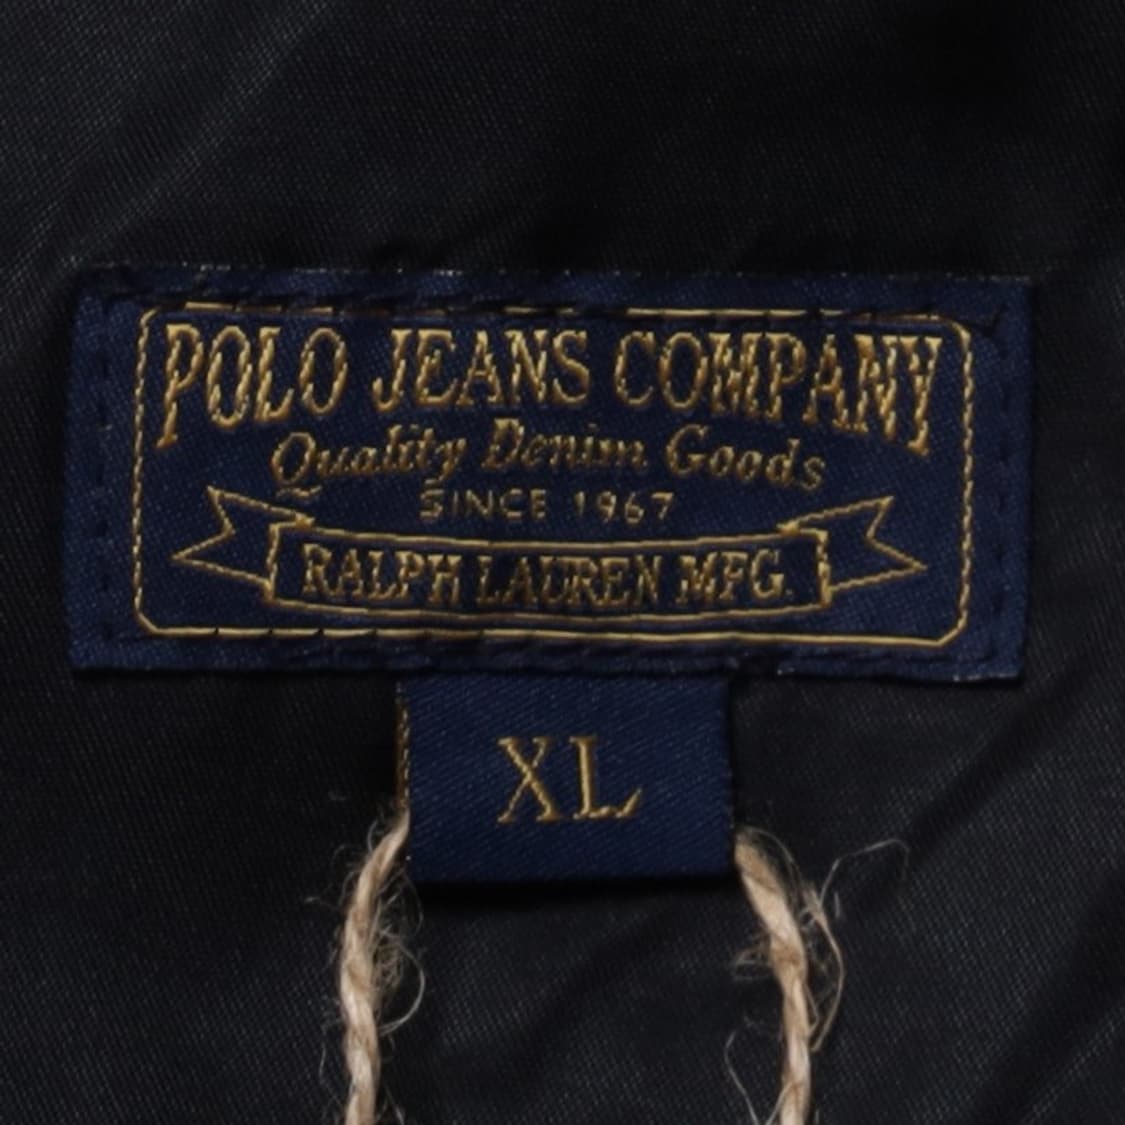 POLO JEANS COMPANY
Quality Denim Goods
SINCE 1967
RALPH LAUREN MFG.
XL